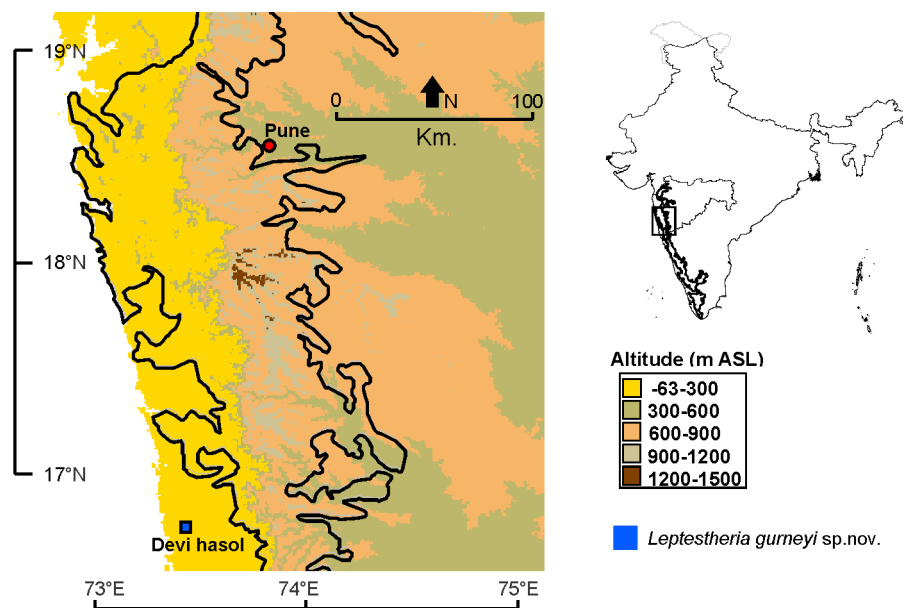 19°N
18°N
17°N
0 N 100
Km.
Pune
Devi hasol
73°E 74°E 75°E
Altitude (m ASL)
-63-300
300-600
600-900
900-1200
1200-1500
Leptestheria gurneyi sp.nov.